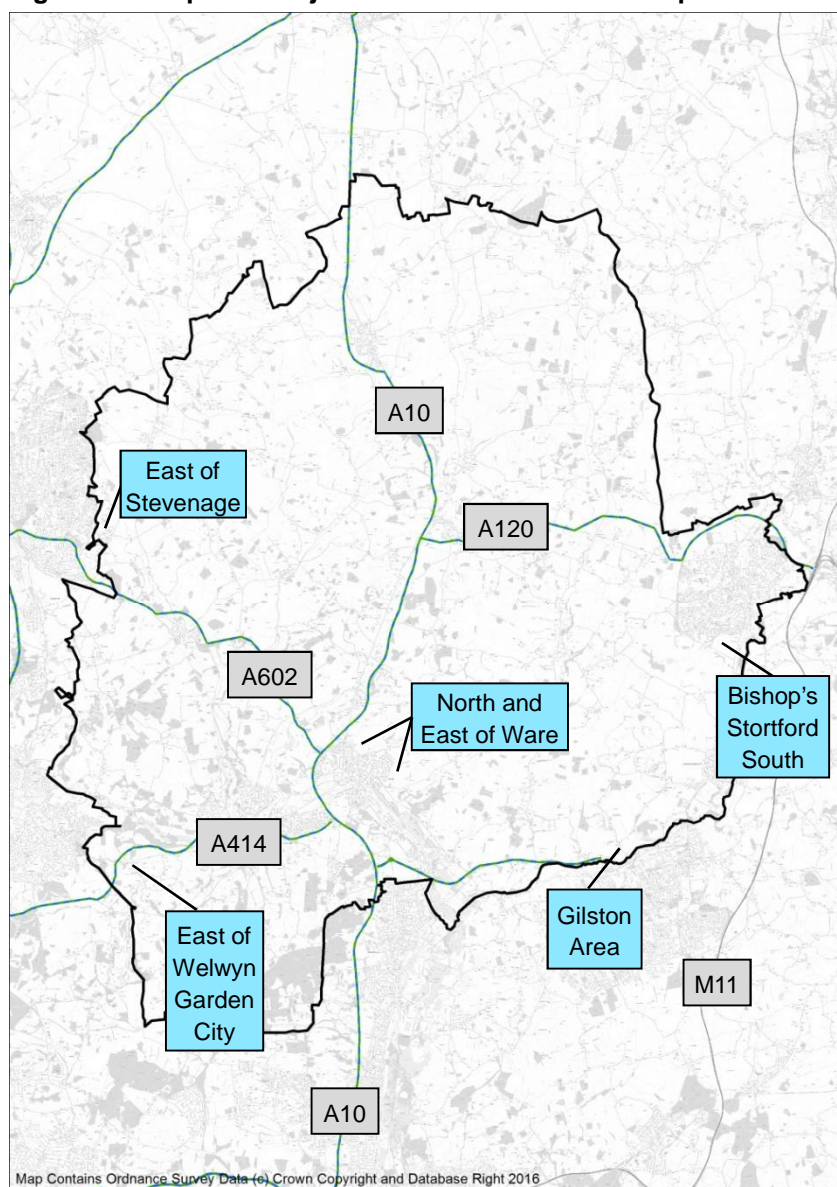 A10
East of
Stevenage
A120
A602
North and
East of Ware
Bishop's
Stortford
South
A414
Gilston
Area
East of
Welwyn
Garden
City
M11
A10
Map Contains Ordnance Survey Data (c) Crown Copyright and Database Right 2016